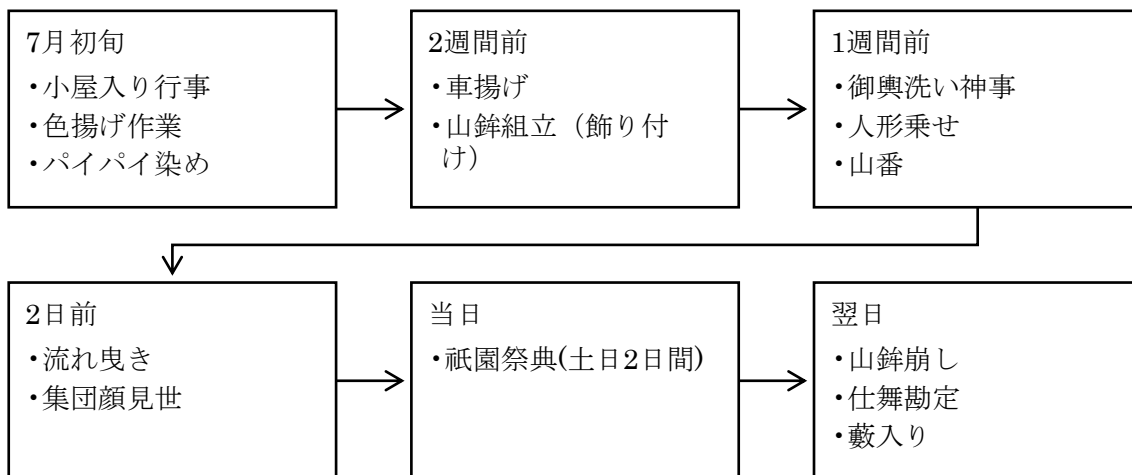 7月初旬
・小屋入り行事
・色揚げ作業
・パイパイ染め
2週間前
・車揚げ
・山鉾組立（飾り付
け）
1週間前
・御輿洗い神事
・人形乗せ
・山番
2日前
・流れ曳き
・集団顔見世
当日
・祇園祭典(土日2日間)
翌日
・山鉾崩し
・仕舞勘定
・藪入り